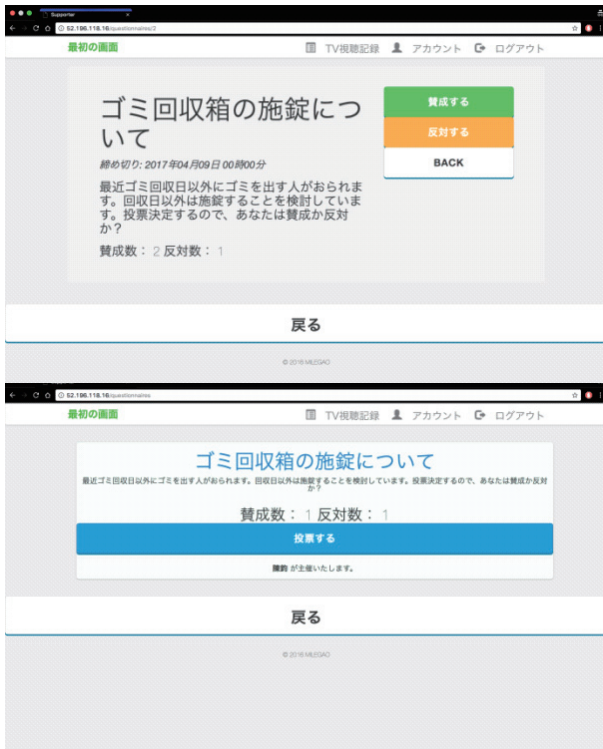 Supporter
52.196.118.16/questionnaires/2
最初の画面 TV視聴記録 アカウント ログアウト
ゴミ回収箱の施錠につ
いて
締め切り: 2017年04月09日 00時00分
最近ゴミ回収日以外にゴミを出す人がおられま
す。回収日以外は施錠することを検討していま
す。投票決定するので、あなたは賛成か反対
か？
賛成数： 2 反対数： 1
賛成する
反対する
BACK
戻る
© 2016 MLEGAO
52.196.118.16/questionnaires
最初の画面 TV視聴記録 アカウント ログアウト
ゴミ回収箱の施錠について
最近ゴミ回収日以外にゴミを出す人がおられます。回収日以外は施錠することを検討しています。投票決定するので、あなたは賛成か反対
か？
賛成数： 1 反対数： 1
投票する
が主催いたします。
戻る
© 2016 MLEGAO